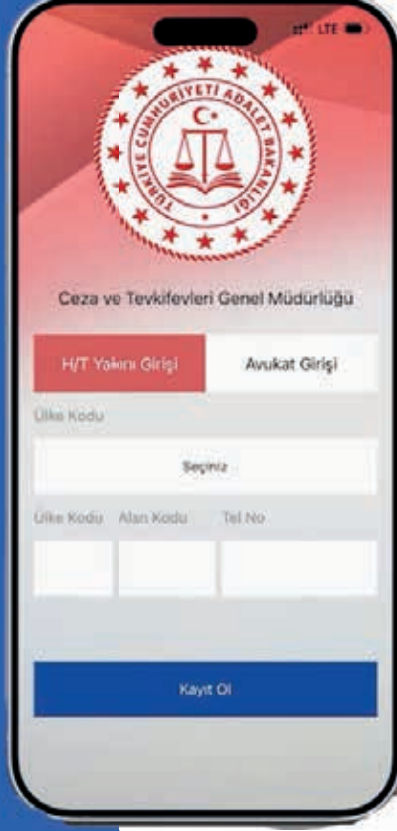 LTE
TÜRKİYE CUMHURİYETİ ADALET BAKANLIĞI
Ceza ve Tevkifevleri Genel Müdürlüğü
H/T Yakını Girişi
Avukat Girişi
Ülke Kodu
Seçiniz
Ülke Kodu Alan Kodu Tel No
Kayıt Ol